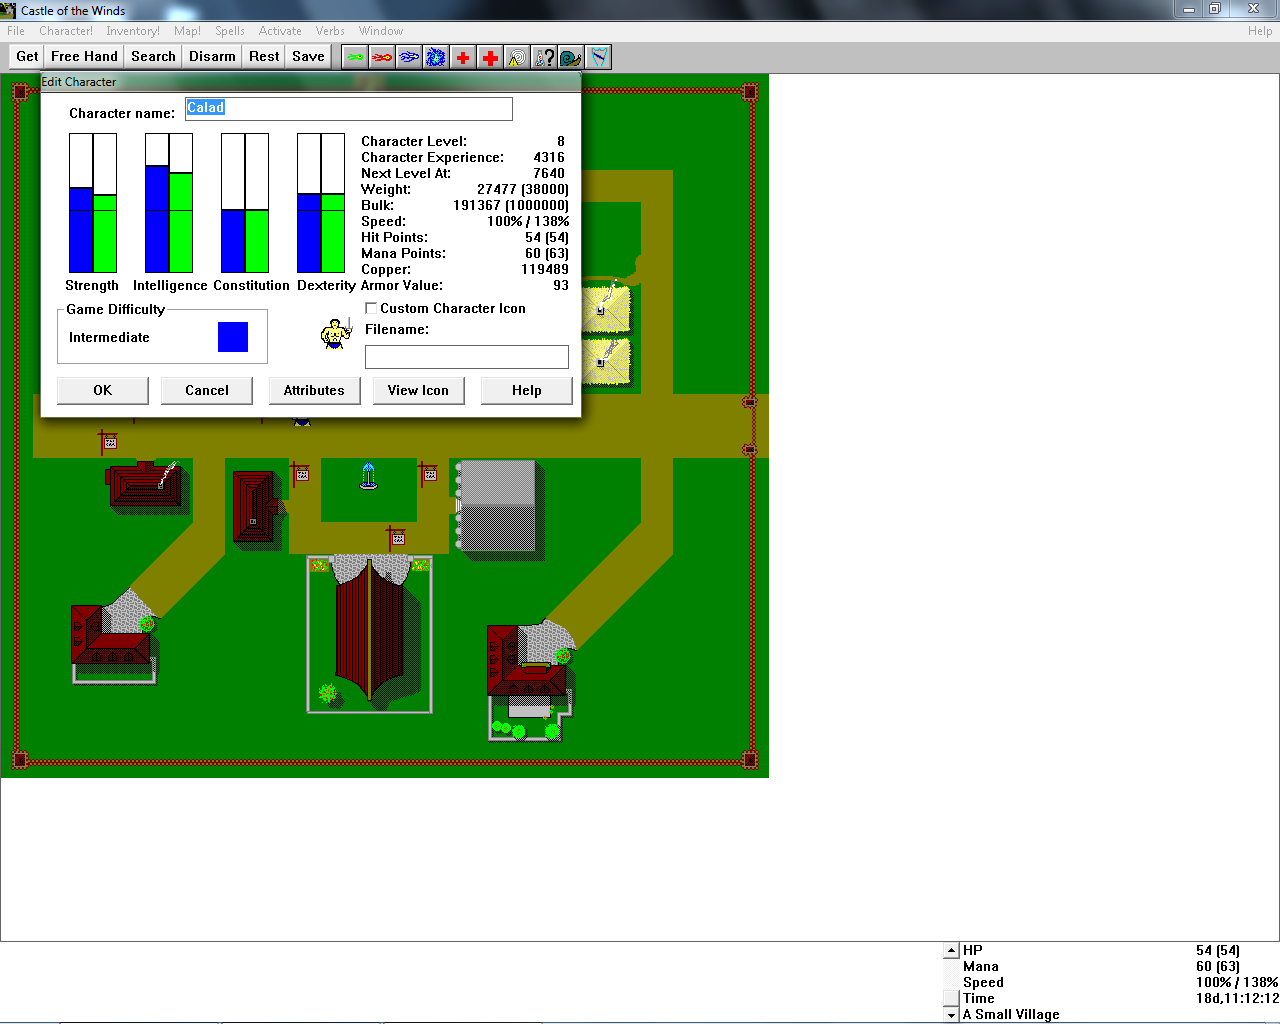 Castle of the Winds
File Character! Inventory! Map! Spells Activate Verbs Window Help
Get Free Hand Search Disarm Rest Save
Edit Character
Character name: Calad
Character Level: 8
Character Experience: 4316
Next Level At: 7640
Weight: 27477 (38000)
Bulk: 191367 (1000000)
Speed: 100% / 138%
Hit Points: 54 (54)
Mana Points: 60 (63)
Copper: 119489
Armor Value: 93
Strength Intelligence Constitution Dexterity
Game Difficulty
Intermediate
Custom Character Icon
Filename:
OK Cancel Attributes View Icon Help
HP 54 (54)
Mana 60 (63)
Speed 100% / 138%
Time 18d,11:12:12
A Small Village